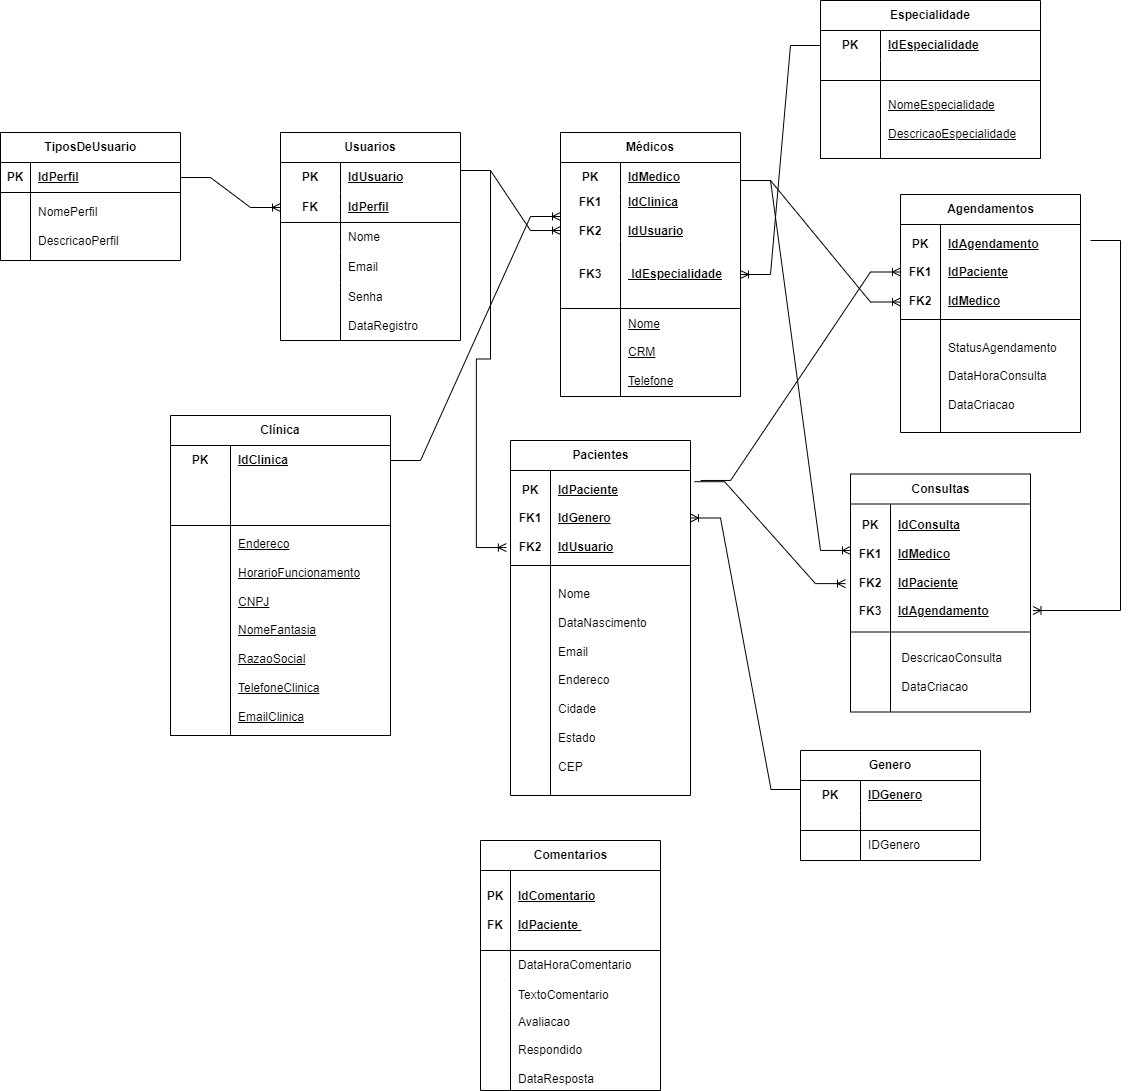 Especialidade
PK IdEspecialidade
NomeEspecialidade
DescricaoEspecialidade
TiposDeUsuario
PK IdPerfil
NomePerfil
DescricaoPerfil
Usuarios
PK IdUsuario
FK IdPerfil
Nome
Email
Senha
DataRegistro
Médicos
PK IdMedico
FK1 IdClinica
FK2 IdUsuario
FK3 IdEspecialidade
Nome
CRM
Telefone
Agendamentos
PK IdAgendamento
FK1 IdPaciente
FK2 IdMedico
StatusAgendamento
DataHoraConsulta
DataCriacao
Clínica
PK IdClinica
Endereco
HorarioFuncionamento
CNPJ
NomeFantasia
RazaoSocial
TelefoneClinica
EmailClinica
Pacientes
PK IdPaciente
FK1 IdGenero
FK2 IdUsuario
Nome
DataNascimento
Email
Endereco
Cidade
Estado
CEP
Consultas
PK IdConsulta
FK1 IdMedico
FK2 IdPaciente
FK3 IdAgendamento
DescricaoConsulta
DataCriacao
Genero
PK IDGenero
IDGenero
Comentarios
PK IdComentario
FK IdPaciente
DataHoraComentario
TextoComentario
Avaliacao
Respondido
DataResposta